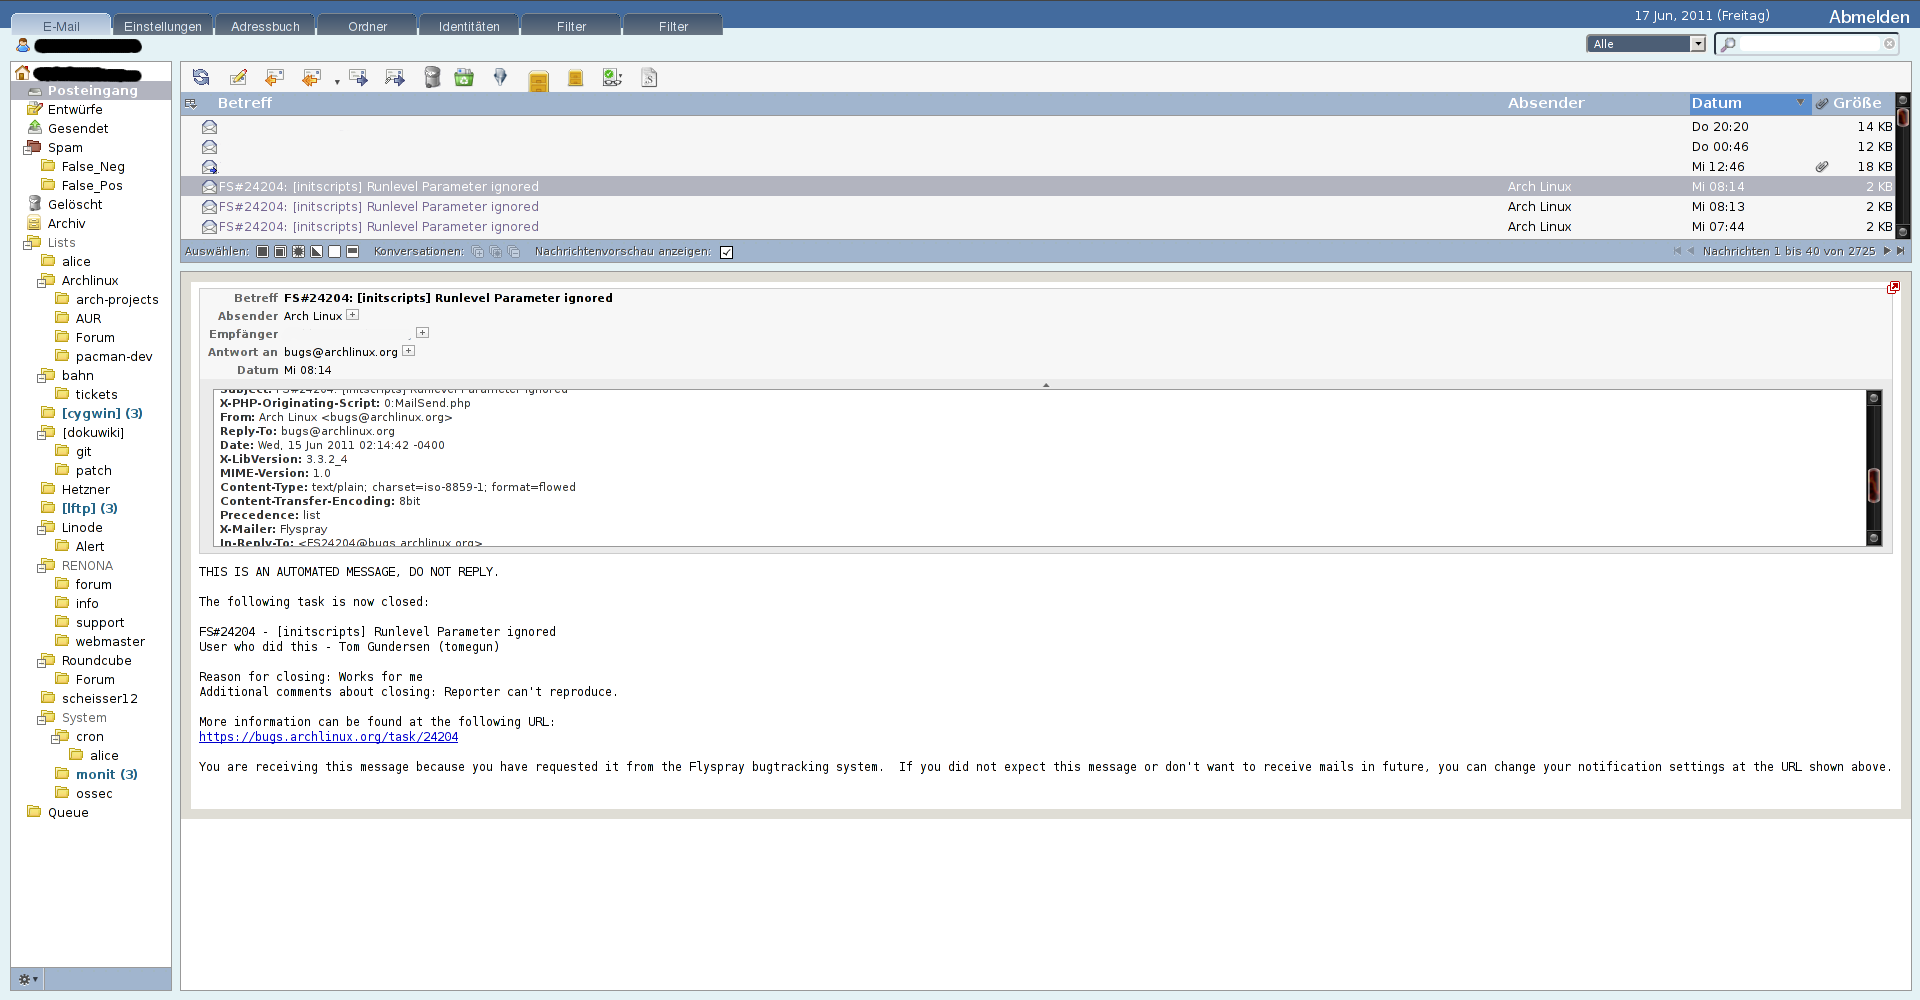 E-Mail Einstellungen Adressbuch Ordner Identitäten Filter Filter
17 Jun, 2011 (Freitag) Abmelden
Alle
Posteingang
Entwürfe
Gesendet
Spam
False_Neg
False_Pos
Gelöscht
Archiv
Lists
alice
Archlinux
arch-projects
AUR
Forum
pacman-dev
bahn
tickets
[cygwin] (3)
[dokuwiki]
git
patch
Hetzner
[lftp] (3)
Linode
Alert
RENONA
forum
info
support
webmaster
Roundcube
Forum
scheisser12
System
cron
alice
monit (3)
ossec
Queue
Betreff Absender Datum Größe
Do 20:20 14 KB
Do 00:46 12 KB
Mi 12:46 18 KB
FS#24204: [initscripts] Runlevel Parameter ignored Arch Linux Mi 08:14 2 KB
FS#24204: [initscripts] Runlevel Parameter ignored Arch Linux Mi 08:13 2 KB
FS#24204: [initscripts] Runlevel Parameter ignored Arch Linux Mi 07:44 2 KB
Auswählen: Konversationen: Nachrichtenvorschau anzeigen: Nachrichten 1 bis 40 von 2725
Betreff FS#24204: [initscripts] Runlevel Parameter ignored
Absender Arch Linux
Empfänger
Antwort an bugs@archlinux.org
Datum Mi 08:14
Subject: FS#24204: [initscripts] Runlevel Parameter ignored
X-PHP-Originating-Script: 0:MailSend.php
From: Arch Linux <bugs@archlinux.org>
Reply-To: bugs@archlinux.org
Date: Wed, 15 Jun 2011 02:14:42 -0400
X-LibVersion: 3.3.2_4
MIME-Version: 1.0
Content-Type: text/plain; charset=iso-8859-1; format=flowed
Content-Transfer-Encoding: 8bit
Precedence: list
X-Mailer: Flyspray
In-Reply-To: <FS24204@bugs.archlinux.org>
THIS IS AN AUTOMATED MESSAGE, DO NOT REPLY.
The following task is now closed:
FS#24204 - [initscripts] Runlevel Parameter ignored
User who did this - Tom Gundersen (tomegun)
Reason for closing: Works for me
Additional comments about closing: Reporter can't reproduce.
More information can be found at the following URL:
https://bugs.archlinux.org/task/24204
You are receiving this message because you have requested it from the Flyspray bugtracking system.  If you did not expect this message or don't want to receive mails in future, you can change your notification settings at the URL shown above.